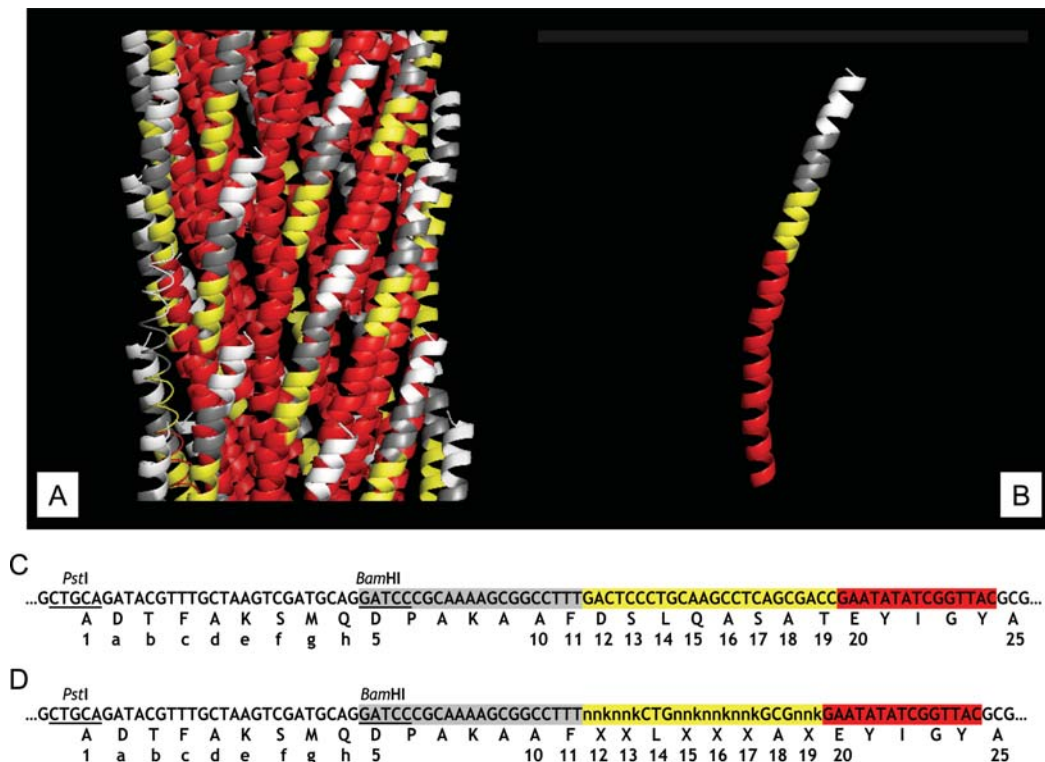 A
B
C
PstI BamHI
...GCTGCAGATACGTTTGCTAAGTCGATGCAGGATCCCGCAAAAGCGGCCTTTGACTCCCTGCAAGCCTCAGCGACCGAATATATCGGTTACGCG...
A D T F A K S M Q D P A K A A F D S L Q A S A T E Y I G Y A
1 a b c d e f g h 5 10 11 12 13 14 15 16 17 18 19 20 25
D
PstI BamHI
...GCTGCAGATACGTTTGCTAAGTCGATGCAGGATCCCGCAAAAGCGGCCTTTnnknnkCTGnnknnknnkGCGnnkGAATATATCGGTTACGCG...
A D T F A K S M Q D P A K A A F X X L X X X A X E Y I G Y A
1 a b c d e f g h 5 10 11 12 13 14 15 16 17 18 19 20 25